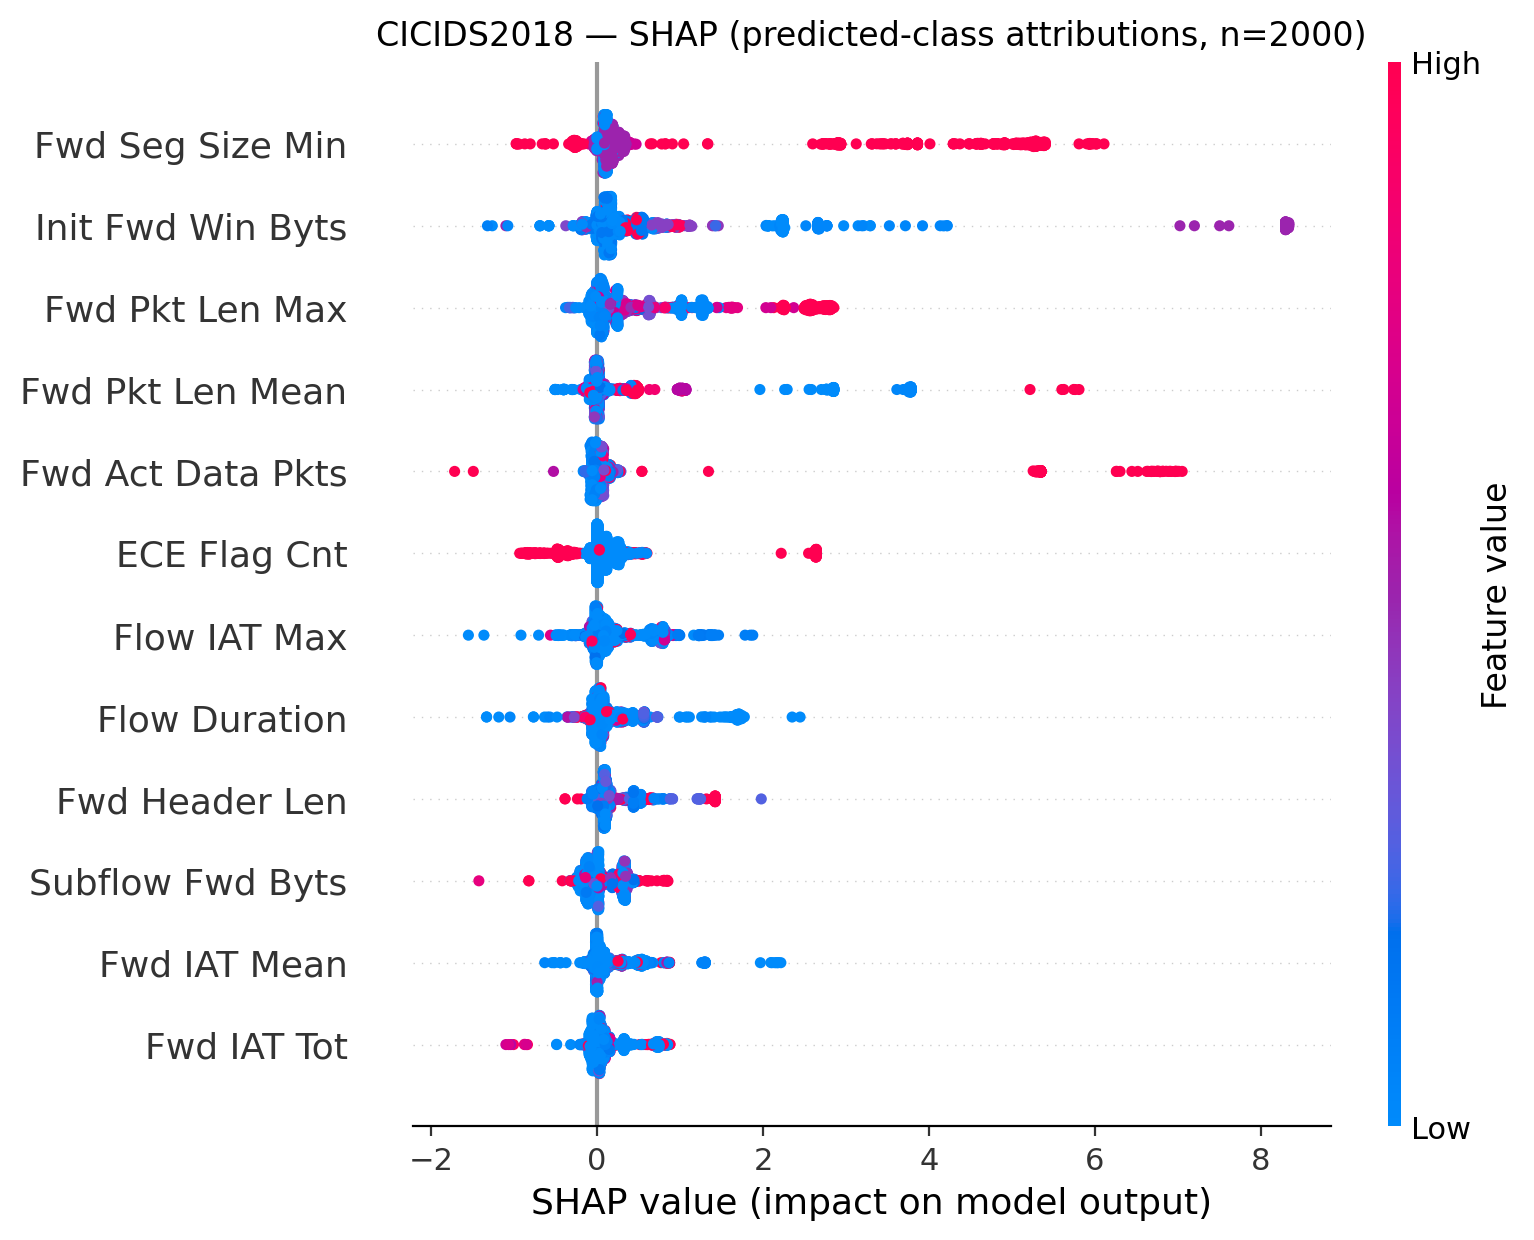 CICIDS2018 — SHAP (predicted-class attributions, n=2000)
High
Fwd Seg Size Min
Init Fwd Win Byts
Fwd Pkt Len Max
Fwd Pkt Len Mean
Fwd Act Data Pkts
ECE Flag Cnt
Flow IAT Max
Flow Duration
Fwd Header Len
Subflow Fwd Byts
Fwd IAT Mean
Fwd IAT Tot
Feature value
Low
−2 0 2 4 6 8
SHAP value (impact on model output)